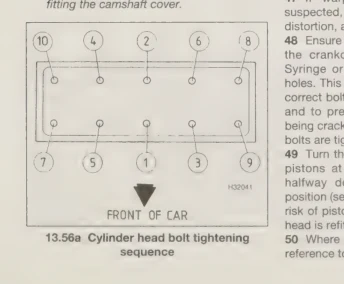 fitting the camshaft cover.
10 4 2 6 8
7 5 1 3 9
H32041
FRONT OF CAR
13.56a Cylinder head bolt tightening
sequence
suspected,
distortion, a
48 Ensure
the crankc
Syringe or
holes. This
correct bolt
and to pre
being crack
bolts are tig
49 Turn th
pistons at
halfway do
position (se
risk of pisto
head is refit
50 Where
reference to